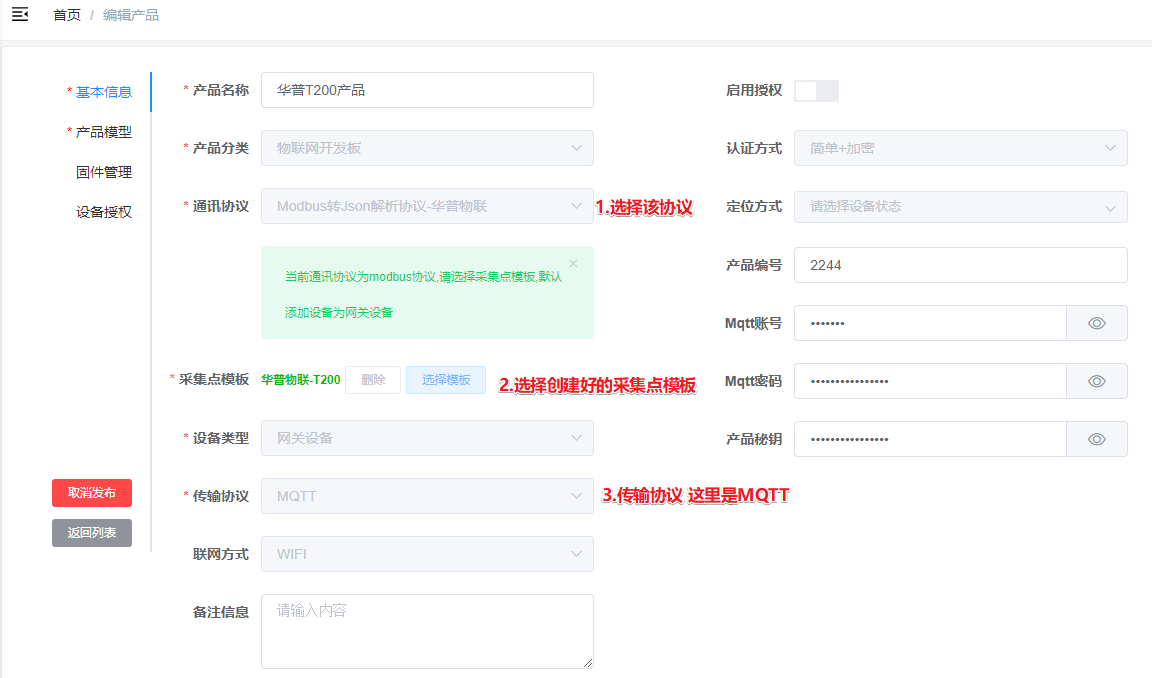 首页 / 编辑产品
* 基本信息
* 产品模型
固件管理
设备授权
取消发布
返回列表
* 产品名称 华普T200产品
* 产品分类 物联网开发板
* 通讯协议 Modbus转Json解析协议-华普物联 1.选择该协议
当前通讯协议为modbus协议,请选择采集点模板,默认
添加设备为网关设备
* 采集点模板 华普物联-T200 删除 选择模板 2.选择创建好的采集点模板
* 设备类型 网关设备
* 传输协议 MQTT 3.传输协议 这里是MQTT
联网方式 WIFI
备注信息 请输入内容
启用授权
认证方式 简单+加密
定位方式 请选择设备状态
产品编号 2244
Mqtt账号 •••••••
Mqtt密码 ••••••••••••••••
产品秘钥 ••••••••••••••••